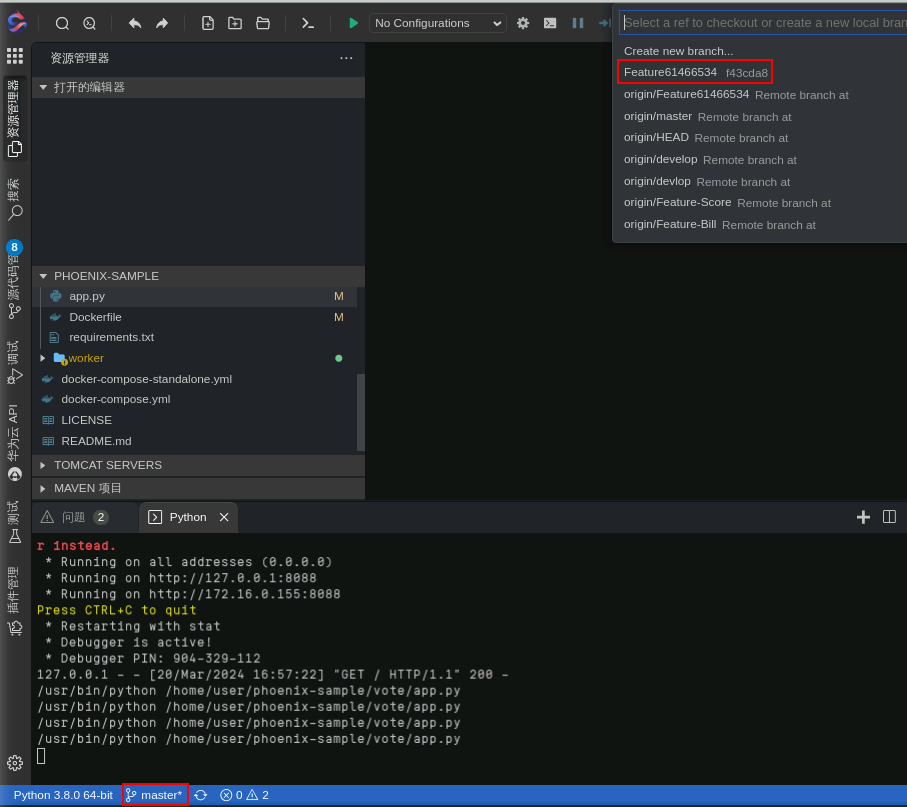 No Configurations
Select a ref to checkout or create a new local bran
Create new branch...
Feature61466534 f43cda8
origin/Feature61466534 Remote branch at
origin/master Remote branch at
origin/HEAD Remote branch at
origin/develop Remote branch at
origin/devlop Remote branch at
origin/Feature-Score Remote branch at
origin/Feature-Bill Remote branch at
资源管理器
搜索
8
源代码管
调试
华为云 API
测试
插件管理
资源管理器
打开的编辑器
PHOENIX-SAMPLE
app.py M
Dockerfile M
requirements.txt
worker
docker-compose-standalone.yml
docker-compose.yml
LICENSE
README.md
TOMCAT SERVERS
MAVEN 项目
问题 2
Python
r instead.
* Running on all addresses (0.0.0.0)
* Running on http://127.0.0.1:8088
* Running on http://172.16.0.155:8088
Press CTRL+C to quit
* Restarting with stat
* Debugger is active!
* Debugger PIN: 904-329-112
127.0.0.1 - - [20/Mar/2024 16:57:22] "GET / HTTP/1.1" 200 -
/usr/bin/python /home/user/phoenix-sample/vote/app.py
/usr/bin/python /home/user/phoenix-sample/vote/app.py
/usr/bin/python /home/user/phoenix-sample/vote/app.py
/usr/bin/python /home/user/phoenix-sample/vote/app.py
Python 3.8.0 64-bit master* 0 2